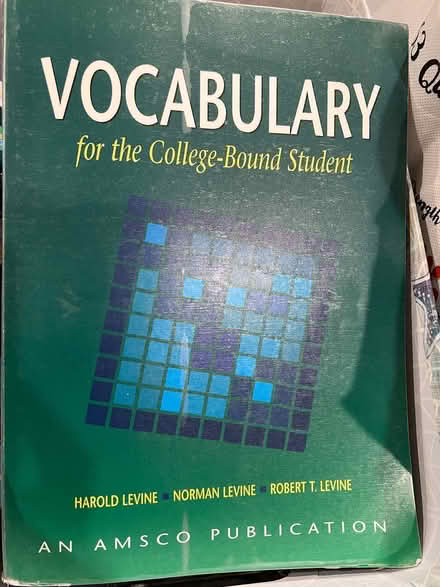 VOCABULARY
for the College-Bound Student
HAROLD LEVINE ■ NORMAN LEVINE ■ ROBERT T. LEVINE
AN AMSCO PUBLICATION